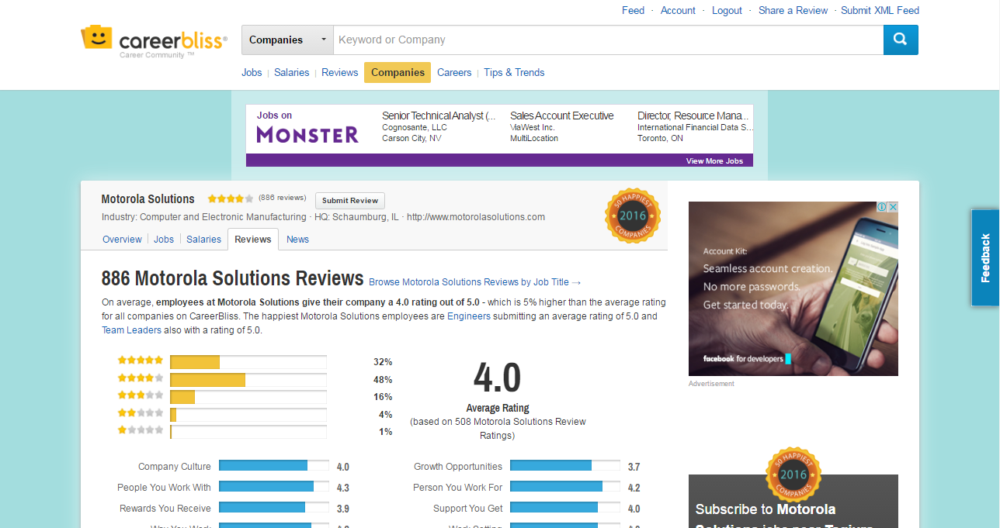 Feed · Account · Logout · Share a Review · Submit XML Feed
careerbliss®
Career Community ™
Companies
Keyword or Company
Jobs | Salaries | Reviews Companies Careers | Tips & Trends
Jobs on
MONSTER
Senior Technical Analyst (...
Cognosante, LLC
Carson City, NV
Sales Account Executive
ViaWest Inc.
MultiLocation
Director, Resource Mana...
International Financial Data S...
Toronto, ON
View More Jobs
Motorola Solutions (886 reviews) Submit Review
Industry: Computer and Electronic Manufacturing · HQ: Schaumburg, IL · http://www.motorolasolutions.com
50 HAPPIEST
2016
COMPANIES
Overview | Jobs | Salaries Reviews News
886 Motorola Solutions Reviews Browse Motorola Solutions Reviews by Job Title →
On average, employees at Motorola Solutions give their company a 4.0 rating out of 5.0 - which is 5% higher than the average rating
for all companies on CareerBliss. The happiest Motorola Solutions employees are Engineers submitting an average rating of 5.0 and
Team Leaders also with a rating of 5.0.
32%
48%
16%
4%
1%
4.0
Average Rating
(based on 508 Motorola Solutions Review
Ratings)
Company Culture 4.0
People You Work With 4.3
Rewards You Receive 3.9
Growth Opportunities 3.7
Person You Work For 4.2
Support You Get 4.0
Account Kit:
Seamless account creation.
No more passwords.
Get started today.
facebook for developers
Advertisement
50 HAPPIEST
2016
COMPANIES
Subscribe to Motorola
Feedback